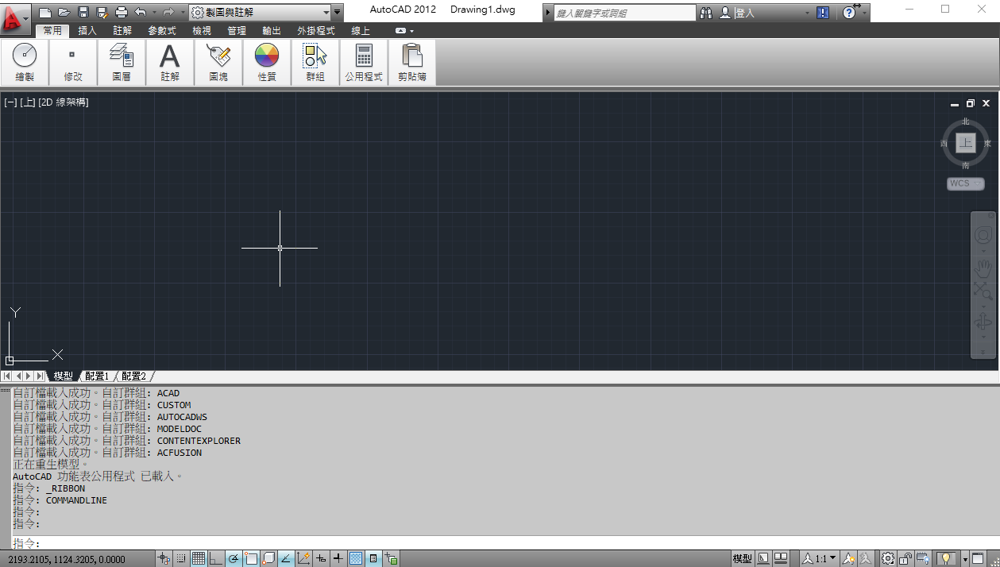 製圖與註解
AutoCAD 2012 Drawing1.dwg
鍵入關鍵字或詞組
登入
常用 插入 註解 參數式 檢視 管理 輸出 外掛程式 線上
繪製 修改 圖層 註解 圖塊 性質 群組 公用程式 剪貼簿
[−] [上] [2D 線架構]
北
西 上 東
南
WCS
Y
X
模型 配置1 配置2
自訂檔載入成功。自訂群組: ACAD
自訂檔載入成功。自訂群組: CUSTOM
自訂檔載入成功。自訂群組: AUTOCADWS
自訂檔載入成功。自訂群組: MODELDOC
自訂檔載入成功。自訂群組: CONTENTEXPLORER
自訂檔載入成功。自訂群組: ACFUSION
正在重生模型。
AutoCAD 功能表公用程式 已載入。
指令: _RIBBON
指令: COMMANDLINE
指令:
指令:
指令:
2193.2105, 1124.3205, 0.0000 模型 1:1